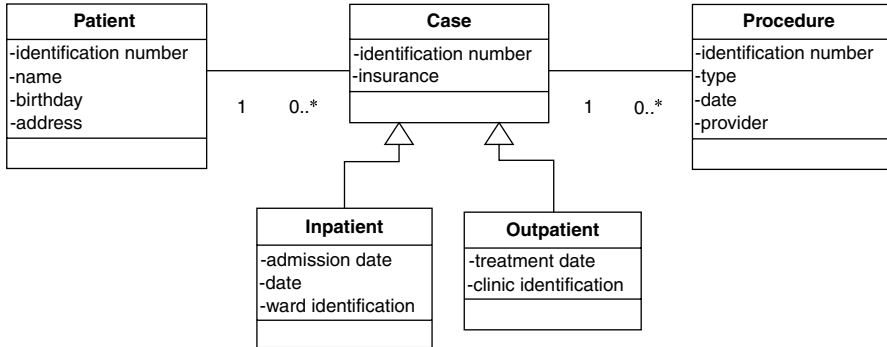 Patient
-identification number
-name
-birthday
-address
1
0..*
Case
-identification number
-insurance
1
0..*
Procedure
-identification number
-type
-date
-provider
Inpatient
-admission date
-date
-ward identification
Outpatient
-treatment date
-clinic identification